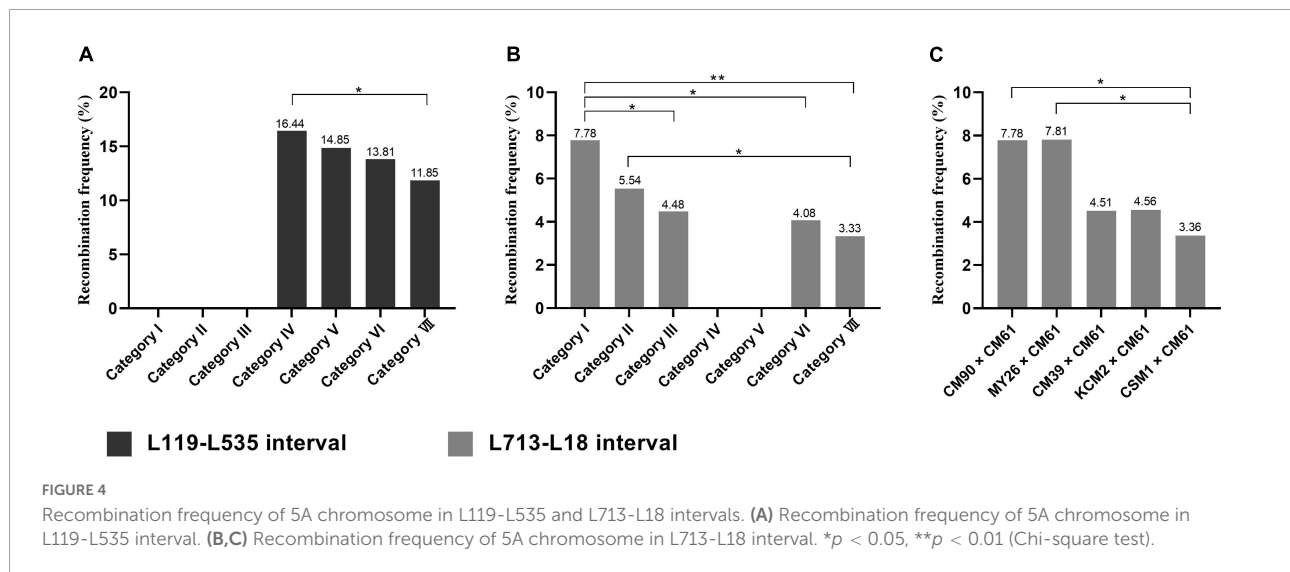 A
Recombination frequency (%)
20
15
10
5
0
16.44
14.85
13.81
11.85
*
Category I
Category II
Category III
Category IV
Category V
Category VI
Category Ⅶ
B
Recombination frequency (%)
10
8
6
4
2
0
**
*
*
*
7.78
5.54
4.48
4.08
3.33
Category I
Category II
Category III
Category IV
Category V
Category VI
Category Ⅶ
C
Recombination frequency (%)
10
8
6
4
2
0
*
*
7.78
7.81
4.51
4.56
3.36
CM90 × CM61
MY26 × CM61
CM39 × CM61
KCM2 × CM61
CSM1 × CM61
L119-L535 interval
L713-L18 interval
FIGURE 4
Recombination frequency of 5A chromosome in L119-L535 and L713-L18 intervals. (A) Recombination frequency of 5A chromosome in
L119-L535 interval. (B,C) Recombination frequency of 5A chromosome in L713-L18 interval. *p < 0.05, **p < 0.01 (Chi-square test).